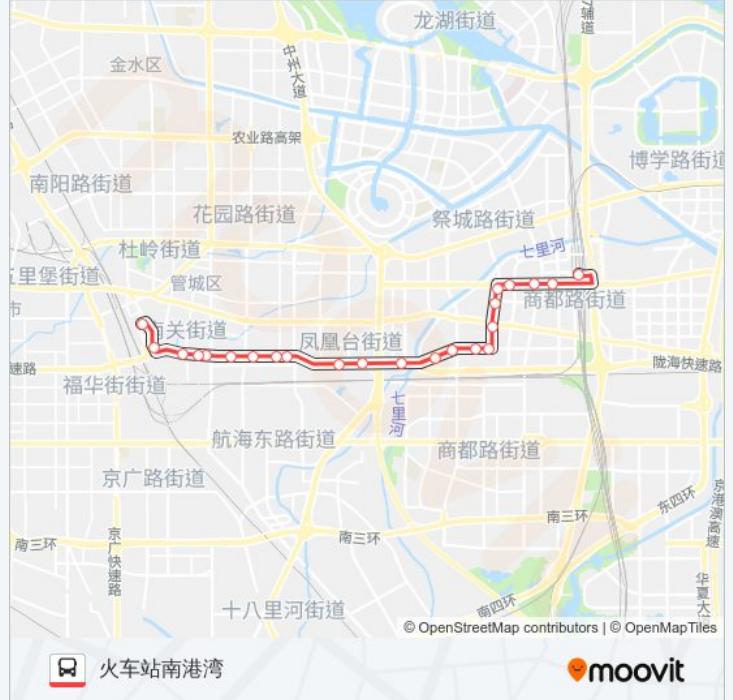 龙湖街道
7辅道
中州大道
金水区
农业路高架
博学路街道
南阳路街道
花园路街道
祭城路街道
杜岭街道
七里河
五里堡街道
管城区
商都路街道
市
南关街道
凤凰台街道
速路
陇海快速路
福华街街道
七里河
航海东路街道
商都路街道
京广路街道
京港澳高速
东四环
南三环
南三环
南三环
京广快速路
华夏大道
南四环
十八里河街道
© OpenStreetMap contributors | © OpenMapTiles
火车站南港湾
moovit